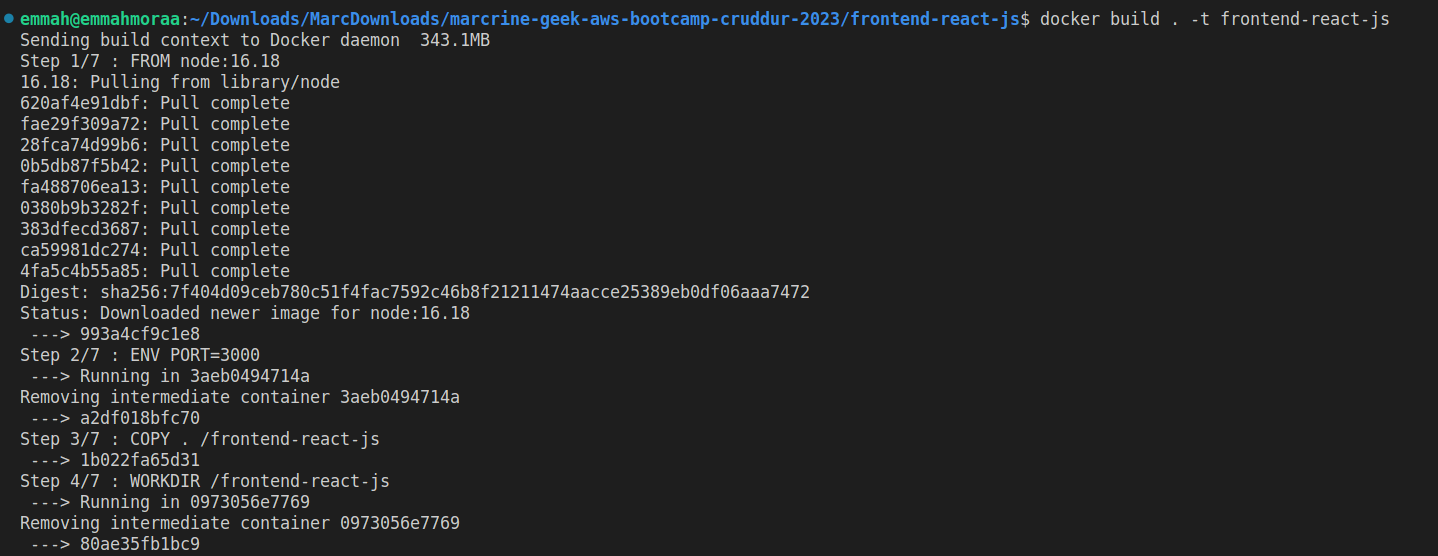 emmah@emmahmoraa:~/Downloads/MarcDownloads/marcrine-geek-aws-bootcamp-cruddur-2023/frontend-react-js$ docker build . -t frontend-react-js
Sending build context to Docker daemon  343.1MB
Step 1/7 : FROM node:16.18
16.18: Pulling from library/node
620af4e91dbf: Pull complete
fae29f309a72: Pull complete
28fca74d99b6: Pull complete
0b5db87f5b42: Pull complete
fa488706ea13: Pull complete
0380b9b3282f: Pull complete
383dfecd3687: Pull complete
ca59981dc274: Pull complete
4fa5c4b55a85: Pull complete
Digest: sha256:7f404d09ceb780c51f4fac7592c46b8f21211474aacce25389eb0df06aaa7472
Status: Downloaded newer image for node:16.18
 ---> 993a4cf9c1e8
Step 2/7 : ENV PORT=3000
 ---> Running in 3aeb0494714a
Removing intermediate container 3aeb0494714a
 ---> a2df018bfc70
Step 3/7 : COPY . /frontend-react-js
 ---> 1b022fa65d31
Step 4/7 : WORKDIR /frontend-react-js
 ---> Running in 0973056e7769
Removing intermediate container 0973056e7769
 ---> 80ae35fb1bc9